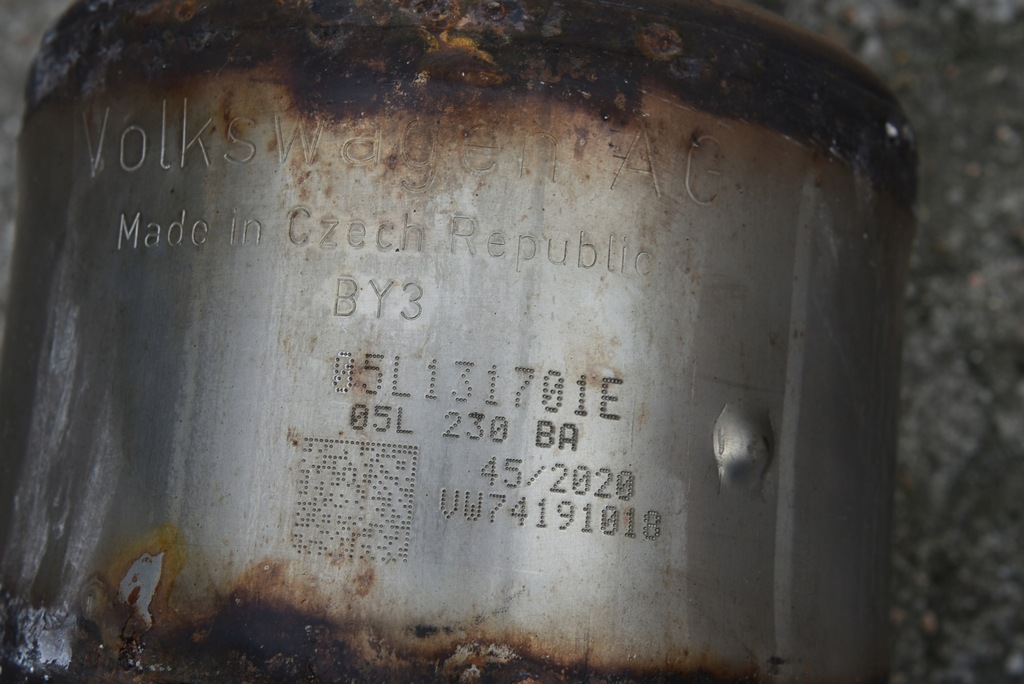 Volkswagen AG
Made in Czech Republic
BY3
05L131701E
05L 230 BA
45/2020
VW74191018